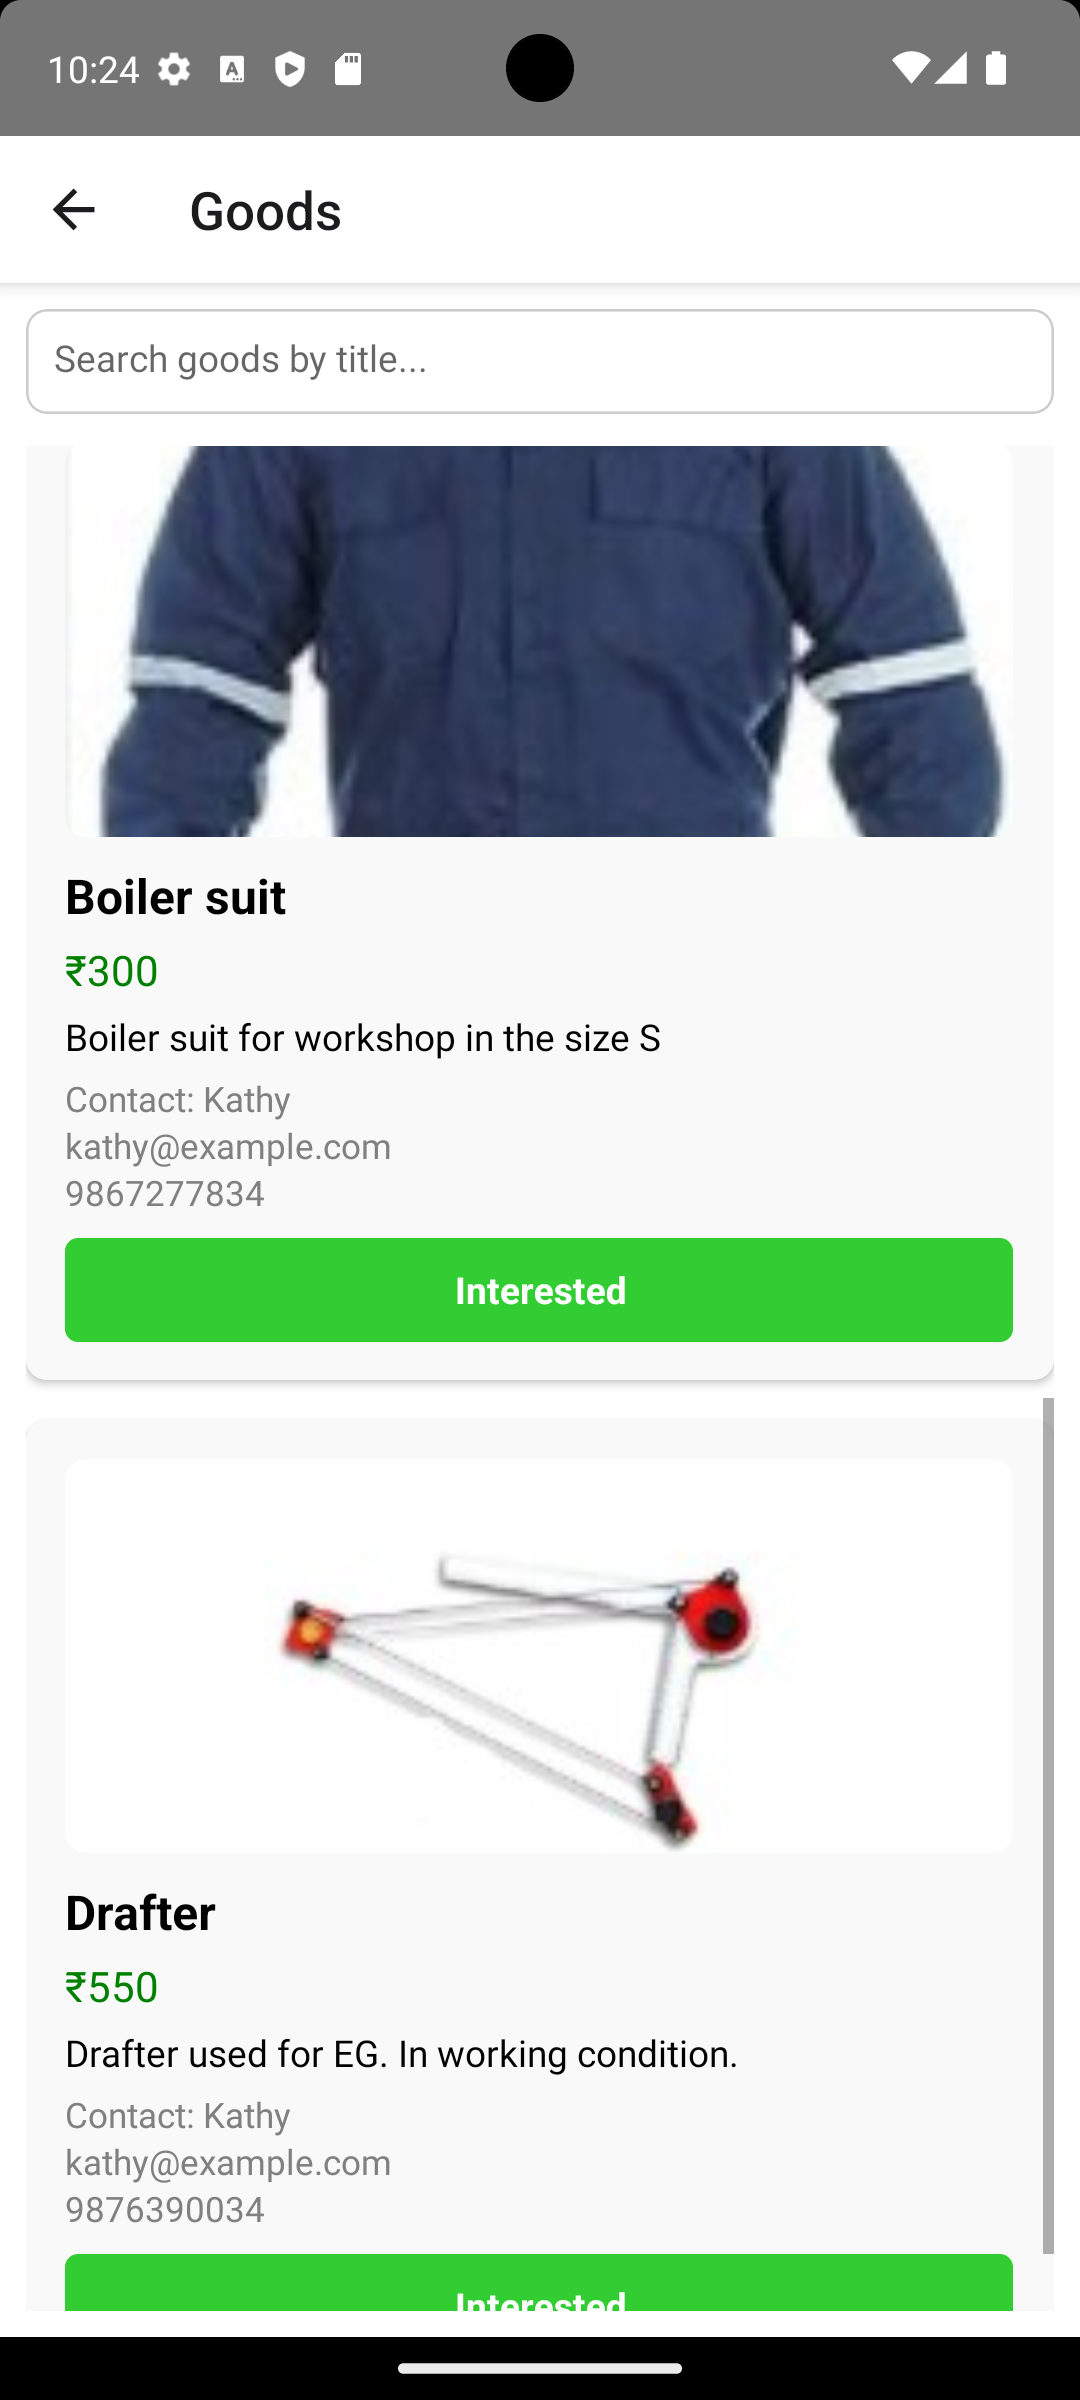 10:24
Goods
Search goods by title...
Boiler suit
₹300
Boiler suit for workshop in the size S
Contact: Kathy
kathy@example.com
9867277834
Interested
Drafter
₹550
Drafter used for EG. In working condition.
Contact: Kathy
kathy@example.com
9876390034
Interested